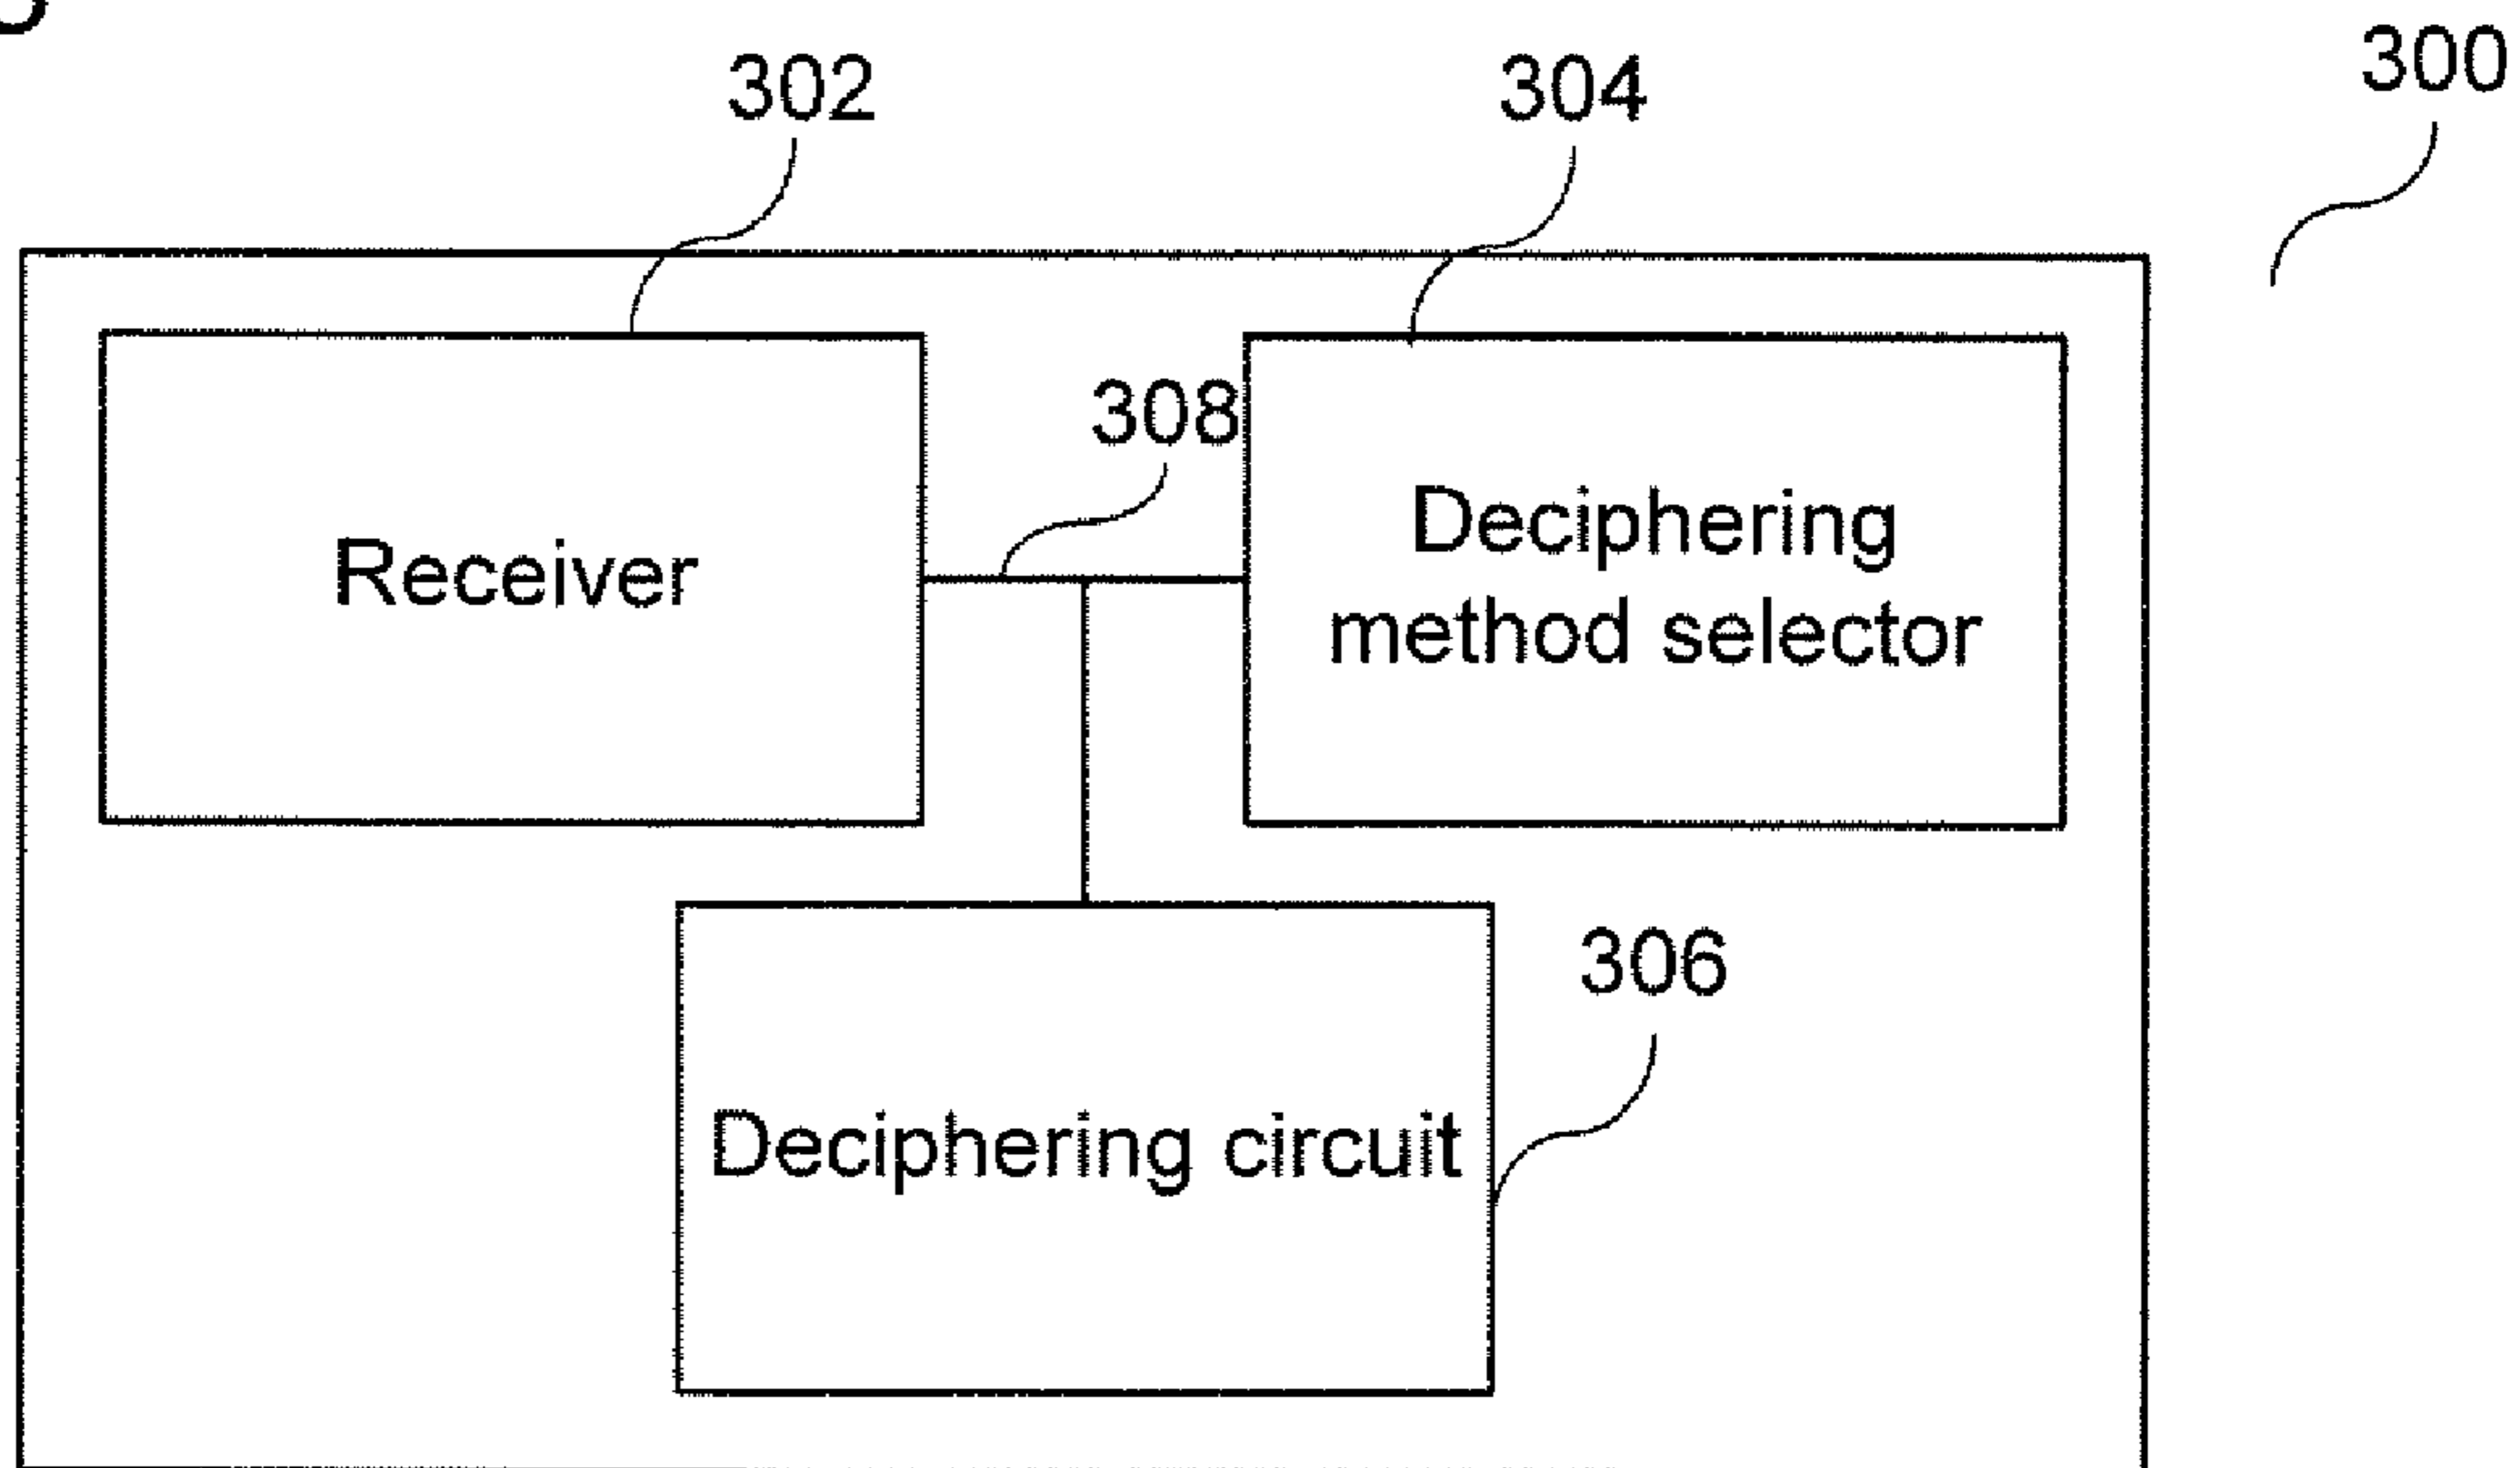 300
302
304
308
Receiver
Deciphering
method selector
306
Deciphering circuit